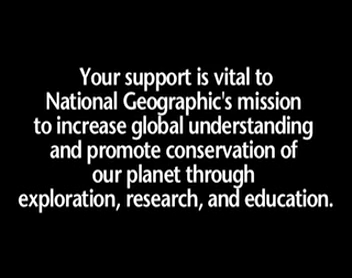 Your support is vital to
National Geographic's mission
to increase global understanding
and promote conservation of
our planet through
exploration, research, and education.